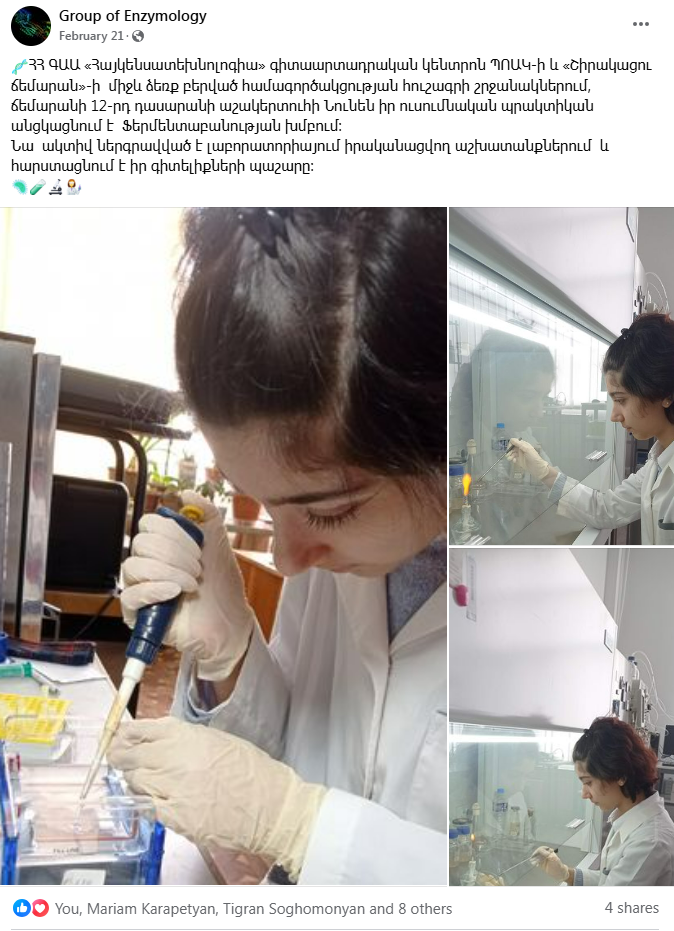 Group of Enzymology
February 21 ·
ՀՀ ԳԱԱ «Հայկենսատեխնոլոգիա» գիտաարտադրական կենտրոն ՊՈԱԿ-ի և «Շիրակացու
ճեմարան»-ի միջև ձեռք բերված համագործակցության հուշագրի շրջանակներում,
ճեմարանի 12-րդ դասարանի աշակերտուհի Նունեն իր ուսումնական պրակտիկան
անցկացնում է Ֆերմենտաբանության խմբում:
Նա ակտիվ ներգրավված է լաբորատորիայում իրականացվող աշխատանքներում և
հարստացնում է իր գիտելիքների պաշարը:
You, Mariam Karapetyan, Tigran Soghomonyan and 8 others
4 shares